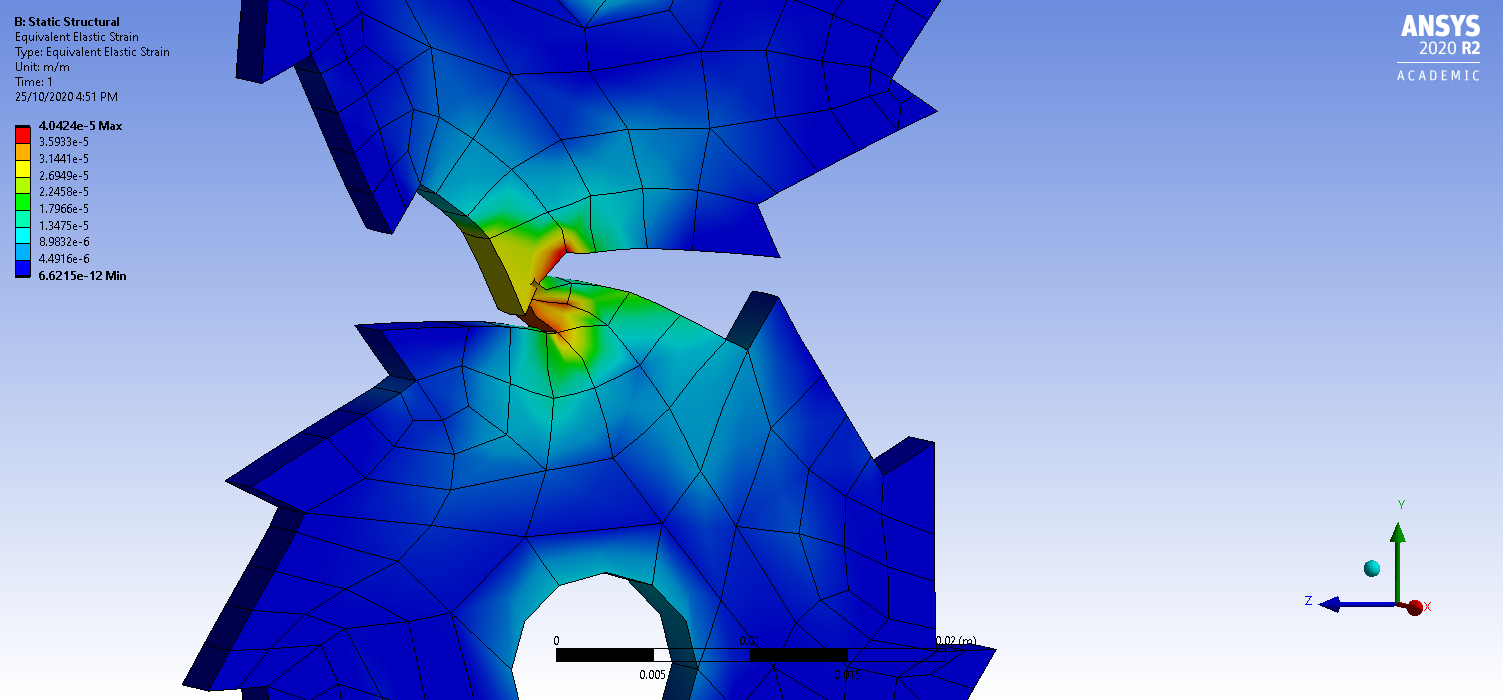 B: Static Structural
Equivalent Elastic Strain
Type: Equivalent Elastic Strain
Unit: m/m
Time: 1
25/10/2020 4:51 PM
4.0424e-5 Max
3.5933e-5
3.1441e-5
2.6949e-5
2.2458e-5
1.7966e-5
1.3475e-5
8.9832e-6
4.4916e-6
6.6215e-12 Min
ANSYS
2020 R2
ACADEMIC
Y
Z
X
0
0.02 (m)
0.005
0.015